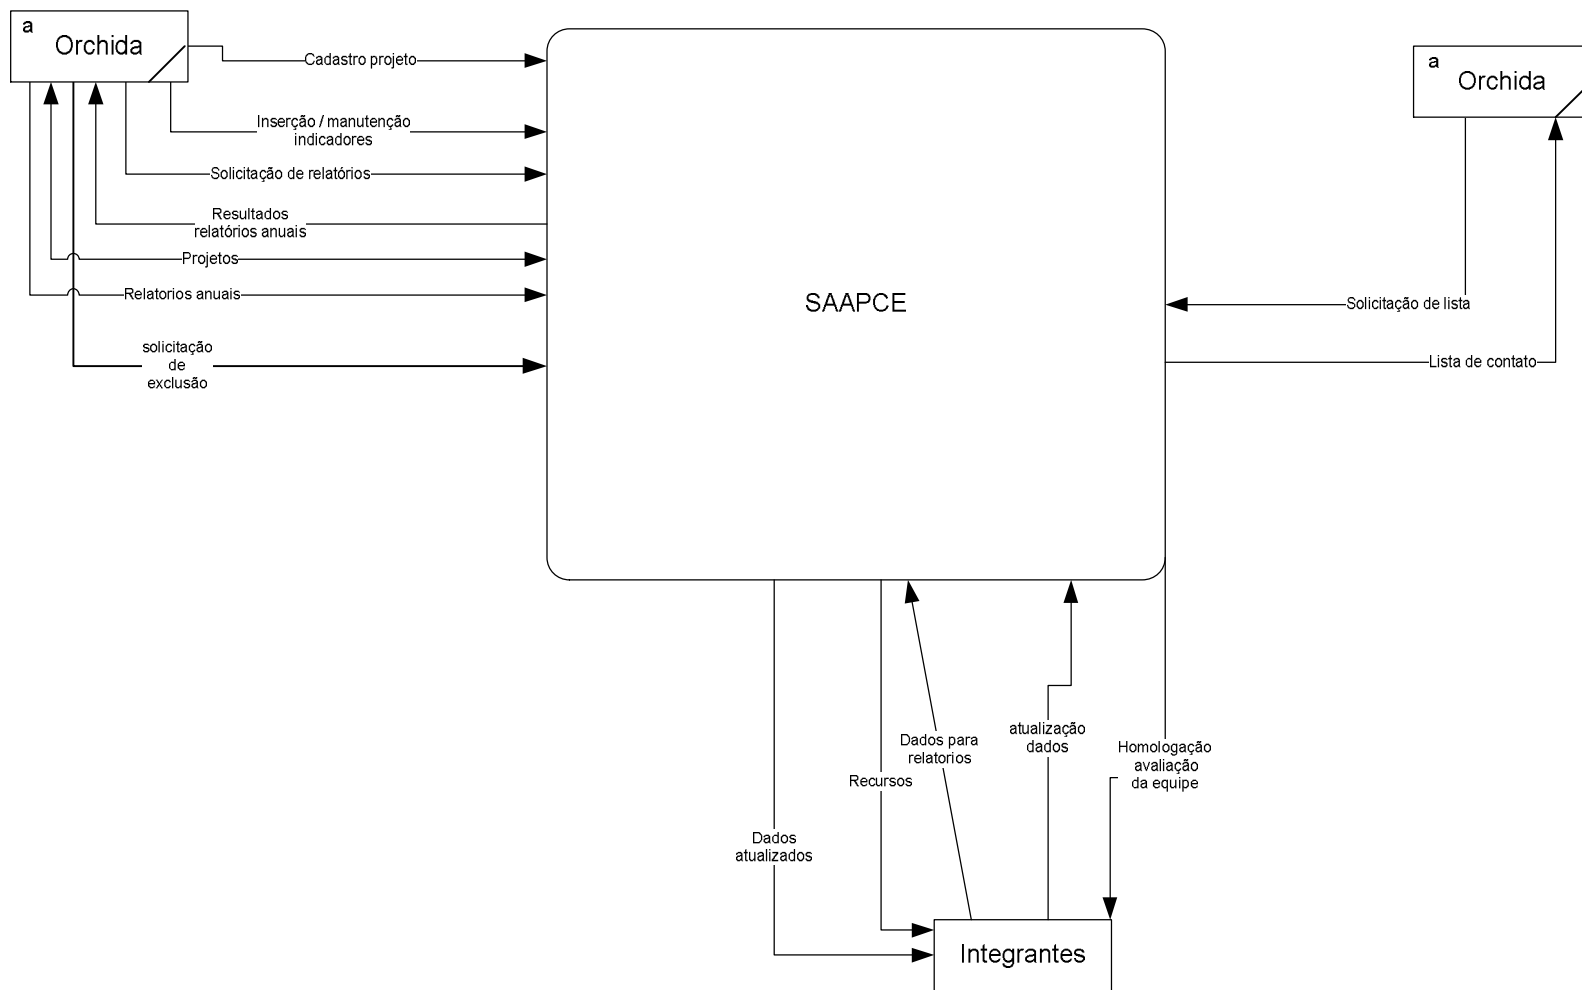 a
Orchida
Cadastro projeto
Inserção / manutenção
indicadores
Solicitação de relatórios
Resultados
relatórios anuais
Projetos
Relatorios anuais
solicitação
de
exclusão
SAAPCE
a
Orchida
Solicitação de lista
Lista de contato
Dados
atualizados
Recursos
Dados para
relatorios
atualização
dados
Homologação
avaliação
da equipe
Integrantes